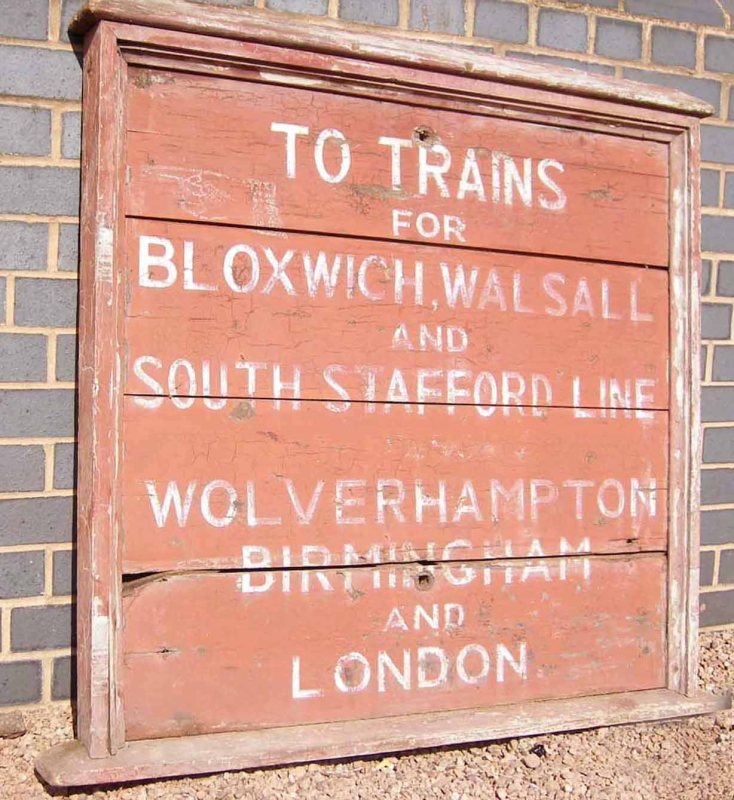 TO TRAINS
FOR
BLOXWICH, WALSALL
AND
SOUTH STAFFORD LINE
WOLVERHAMPTON
BIRMINGHAM
AND
LONDON